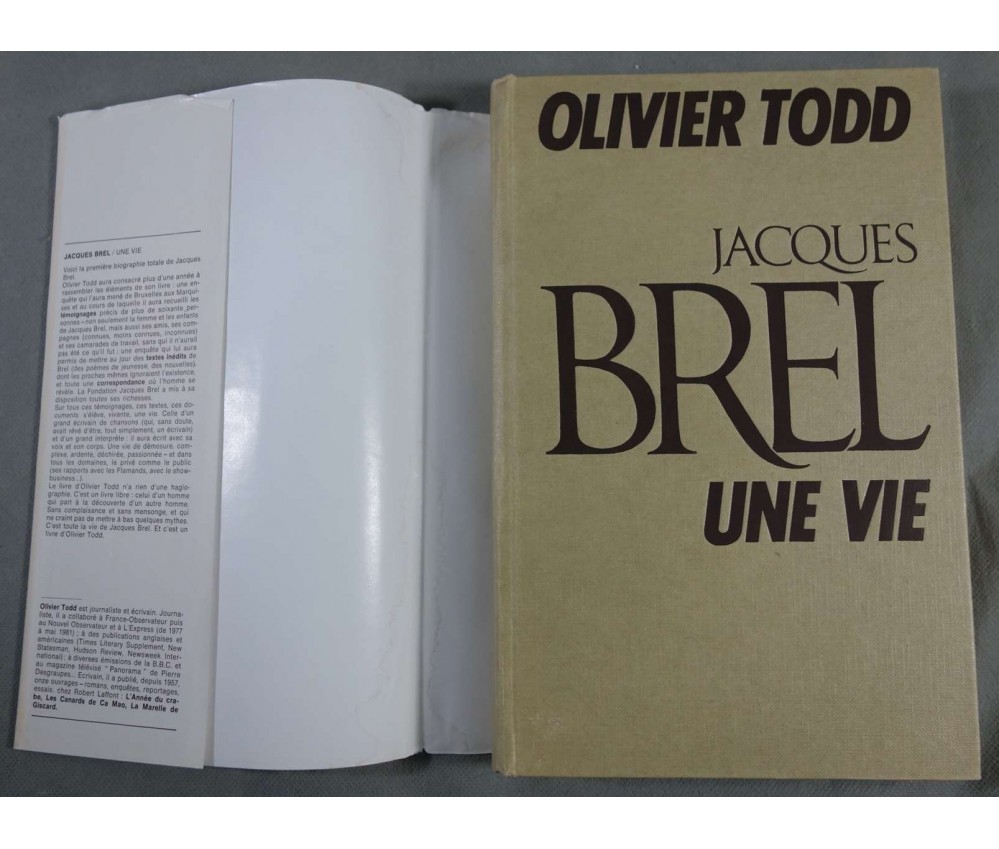 JACQUES BREL / UNE VIE
Voici la première biographie totale de Jacques
Brel.
Olivier Todd aura consacré plus d'une année à
rassembler les éléments de son livre : une en-
quête qui l'aura mené de Bruxelles aux Marqui-
ses et au cours de laquelle il aura recueilli les
témoignages précis de plus de soixante per-
sonnes – non seulement la femme et les enfants
de Jacques Brel, mais aussi ses amis, ses com-
pagnes (connues, moins connues, inconnues)
et ses camarades de travail, sans qui il n'aurait
pas été ce qu'il fut ; une enquête qui lui aura
permis de mettre au jour des textes inédits de
Brel (des poèmes de jeunesse, des nouvelles),
dont les proches mêmes ignoraient l'existence,
et toute une correspondance où l'homme se
révèle. La Fondation Jacques Brel a mis à sa
disposition toutes ses richesses.
Sur tous ces témoignages, ces textes, ces do-
cuments s'élève, vivante, une vie. Celle d'un
grand écrivain de chansons (qui, sans doute,
avait rêvé d'être, tout simplement, un écrivain)
et d'un grand interprète ; il aura écrit avec sa
voix et son corps. Une vie de démesure, com-
plexe, ardente, déchirée, passionnée – et dans
tous les domaines, le privé comme le public
(ses rapports avec les Flamands, avec le show-
business...).
Le livre d'Olivier Todd n'a rien d'une hagio-
graphie. C'est un livre libre : celui d'un homme
qui part à la découverte d'un autre homme.
Sans complaisance et sans mensonge, et qui
ne craint pas de mettre à bas quelques mythes.
C'est toute la vie de Jacques Brel. Et c'est un
livre d'Olivier Todd.
Olivier Todd est journaliste et écrivain. Journa-
liste, il a collaboré à France-Observateur puis
au Nouvel Observateur et à L'Express (de 1977
à mai 1981) ; à des publications anglaises et
américaines (Times Literary Supplement, New
Statesman, Hudson Review, Newsweek Inter-
national) ; à diverses émissions de la B.B.C. et
au magazine télévisé "Panorama" de Pierre
Desgraupes... Ecrivain, il a publié, depuis 1957,
onze ouvrages – romans, enquêtes, reportages,
essais. chez Robert Laffont : L'Année du cra-
be, Les Canards de Ca Mao, La Marelle de
Giscard.
OLIVIER TODD
JACQUES
BREL
UNE VIE